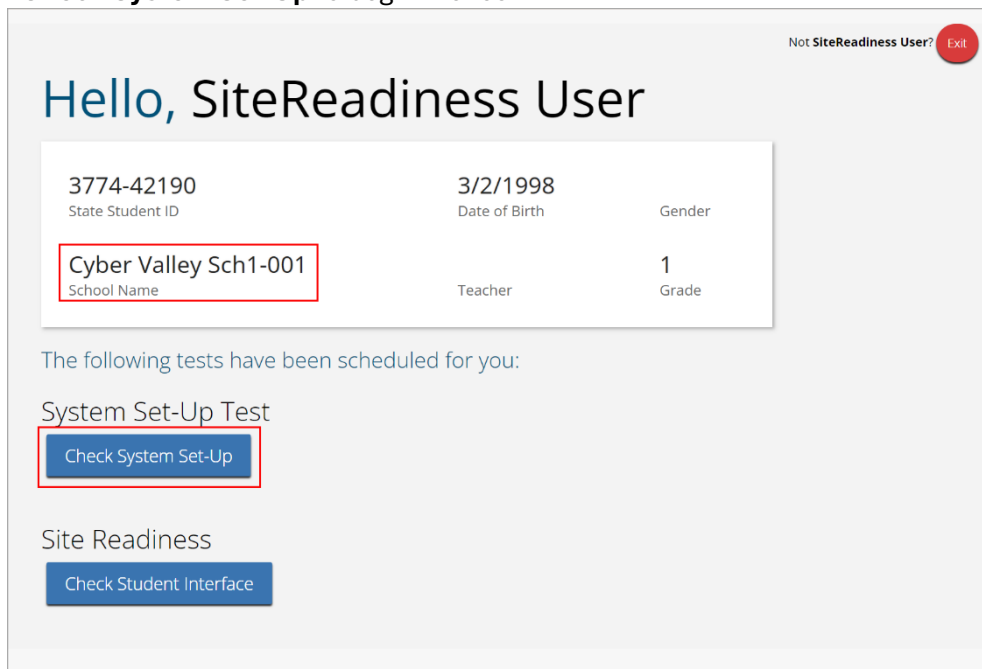 Not SiteReadiness User? Exit
Hello, SiteReadiness User
3774-42190 3/2/1998
State Student ID Date of Birth Gender
Cyber Valley Sch1-001 1
School Name Teacher Grade
The following tests have been scheduled for you:
System Set-Up Test
Check System Set-Up
Site Readiness
Check Student Interface